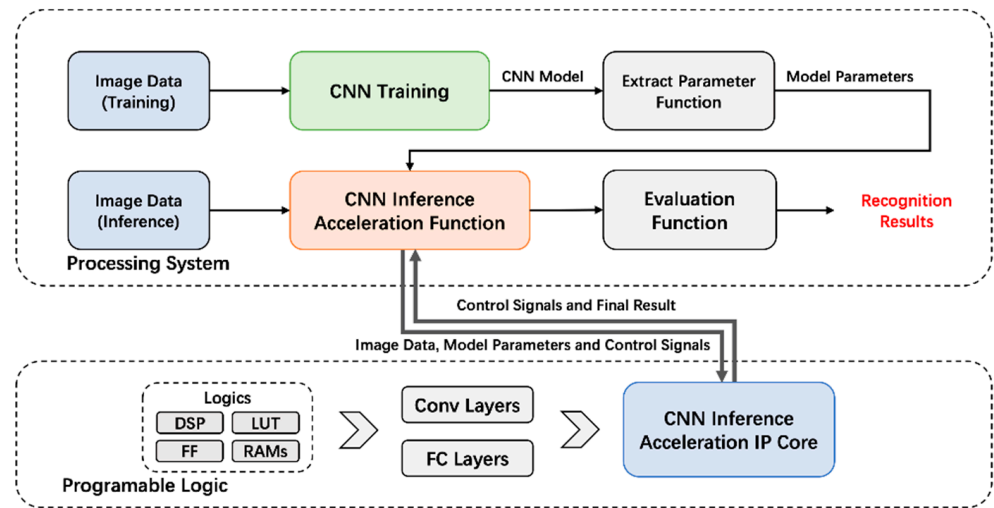 Image Data
(Training)
CNN Training
CNN Model
Extract Parameter
Function
Model Parameters
Image Data
(Inference)
CNN Inference
Acceleration Function
Evaluation
Function
Recognition
Results
Processing System
Control Signals and Final Result
Image Data, Model Parameters and Control Signals
Logics
DSP
LUT
FF
RAMs
Conv Layers
FC Layers
CNN Inference
Acceleration IP Core
Programable Logic